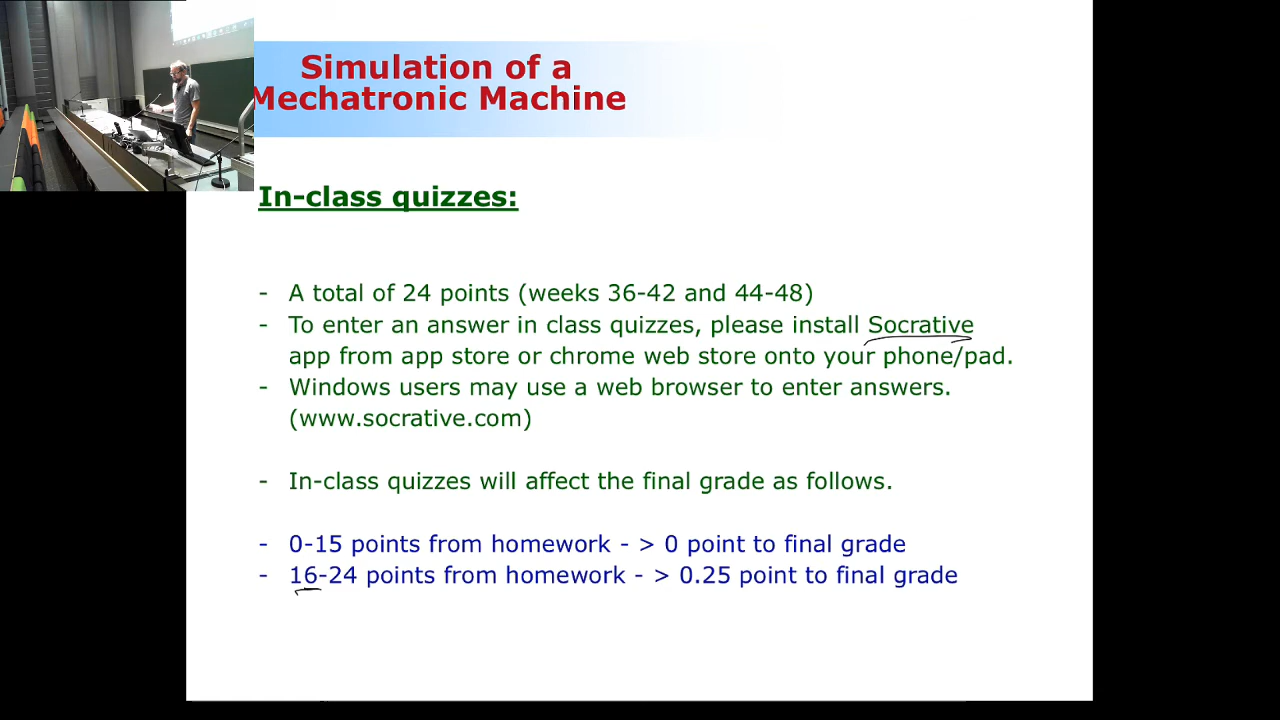 Simulation of a
Mechatronic Machine
In-class quizzes:
- A total of 24 points (weeks 36-42 and 44-48)
- To enter an answer in class quizzes, please install Socrative
app from app store or chrome web store onto your phone/pad.
- Windows users may use a web browser to enter answers.
(www.socrative.com)
- In-class quizzes will affect the final grade as follows.
- 0-15 points from homework - > 0 point to final grade
- 16-24 points from homework - > 0.25 point to final grade